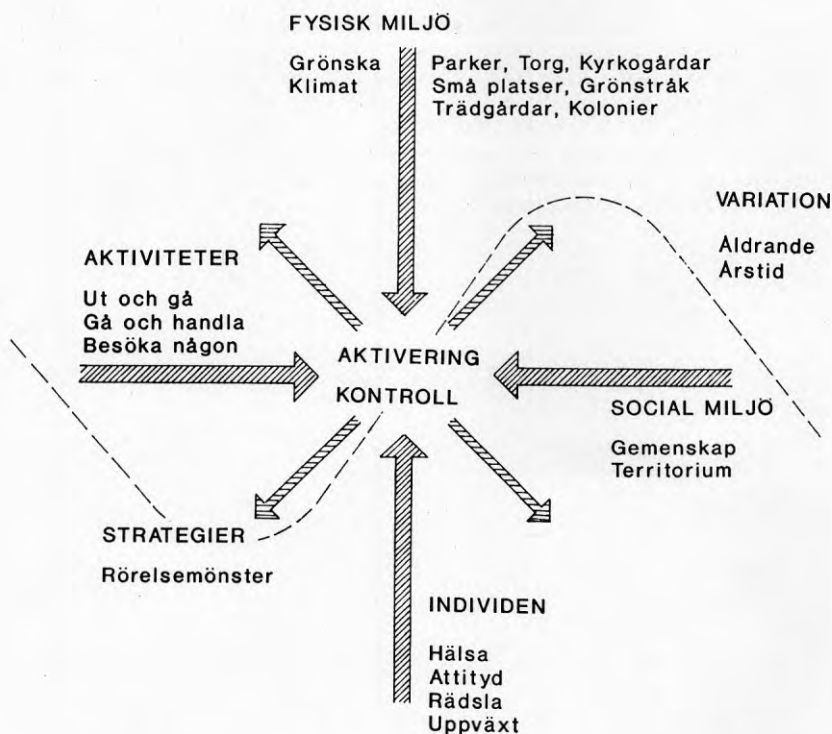 FYSISK MILJÖ
Grönska
Klimat
Parker, Torg, Kyrkogårdar
Små platser, Grönstråk
Trädgårdar, Kolonier
VARIATION
Åldrande
Årstid
AKTIVITETER
Ut och gå
Gå och handla
Besöka någon
AKTIVERING
KONTROLL
SOCIAL MILJÖ
Gemenskap
Territorium
STRATEGIER
Rörelsemönster
INDIVIDEN
Hälsa
Attityd
Rädsla
Uppväxt